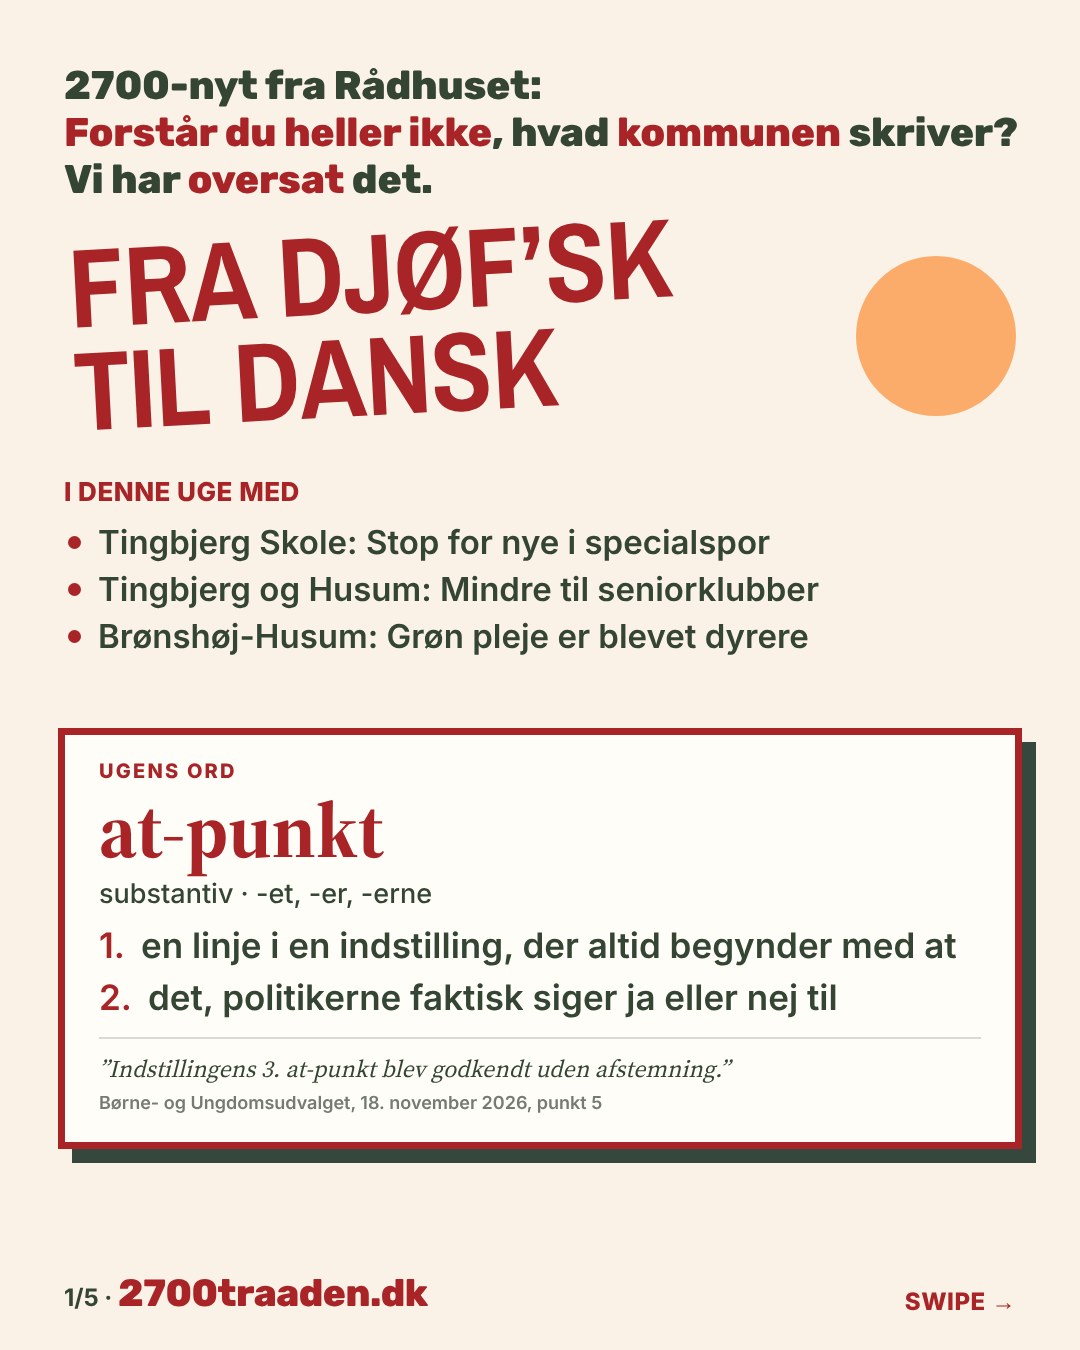 2700-nyt fra Rådhuset:
Forstår du heller ikke, hvad kommunen skriver?
Vi har oversat det.
FRA DJØF’SK
TIL DANSK
I DENNE UGE MED
• Tingbjerg Skole: Stop for nye i specialspor
• Tingbjerg og Husum: Mindre til seniorklubber
• Brønshøj-Husum: Grøn pleje er blevet dyrere
UGENS ORD
at-punkt
substantiv · -et, -er, -erne
1. en linje i en indstilling, der altid begynder med at
2. det, politikerne faktisk siger ja eller nej til
”Indstillingens 3. at-punkt blev godkendt uden afstemning.”
Børne- og Ungdomsudvalget, 18. november 2026, punkt 5
1/5 · 2700traaden.dk
SWIPE →